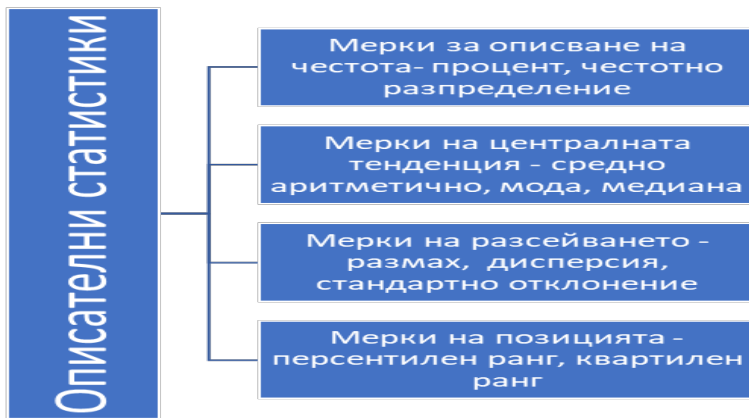 Описателни статистики
Мерки за описване на
честота- процент, честотно
разпределение
Мерки на централната
тенденция - средно
аритметично, мода, медиана
Мерки на разсейването -
размах, дисперсия,
стандартно отклонение
Мерки на позицията -
персентилен ранг, квартилен
ранг